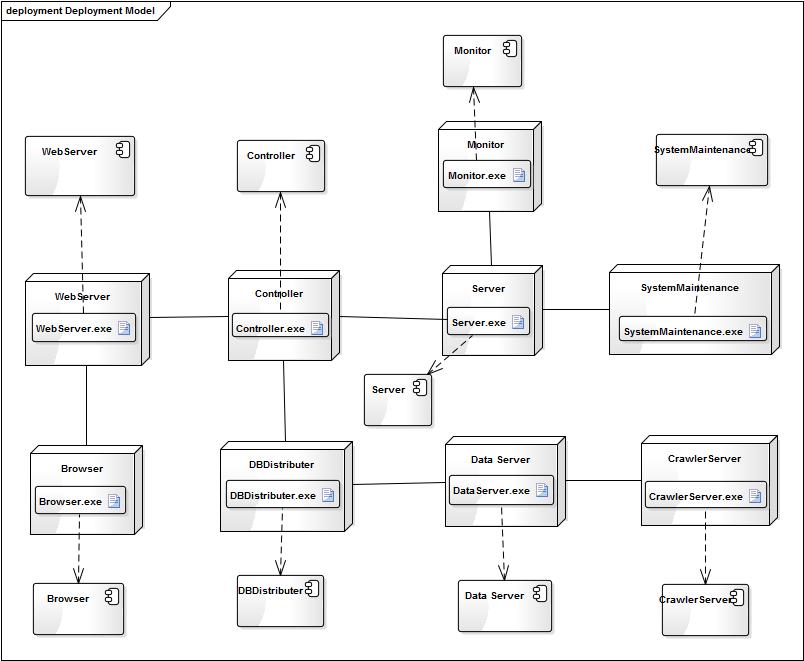 deployment Deployment Model
Monitor
WebServer
Controller
Monitor
Monitor.exe
SystemMaintenance
WebServer
WebServer.exe
Controller
Controller.exe
Server
Server.exe
SystemMaintenance
SystemMaintenance.exe
Server
Browser
Browser.exe
DBDistributer
DBDistributer.exe
Data Server
DataServer.exe
CrawlerServer
CrawlerServer.exe
Browser
DBDistributer
Data Server
CrawlerServer